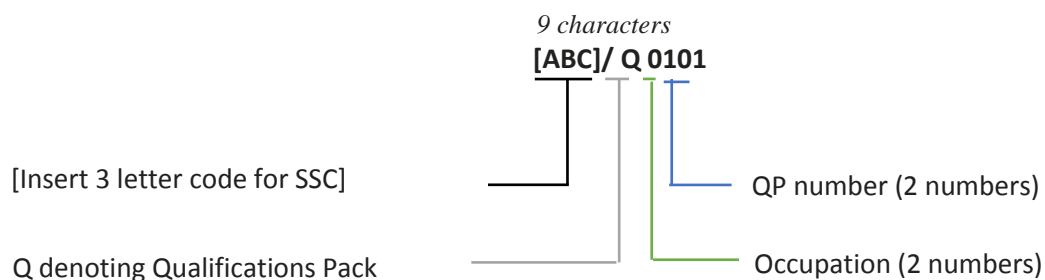 9 characters
[ABC]/ Q 0101
[Insert 3 letter code for SSC]
QP number (2 numbers)
Q denoting Qualifications Pack
Occupation (2 numbers)